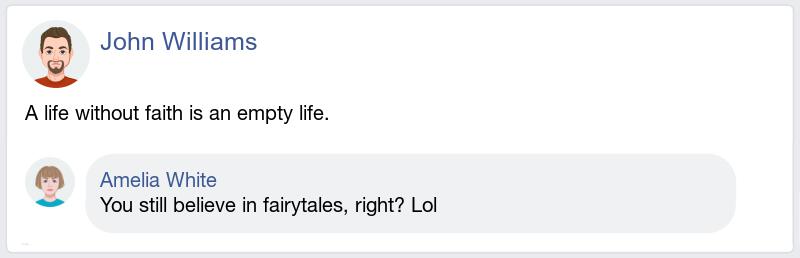 John Williams
A life without faith is an empty life.
Amelia White
You still believe in fairytales, right? Lol